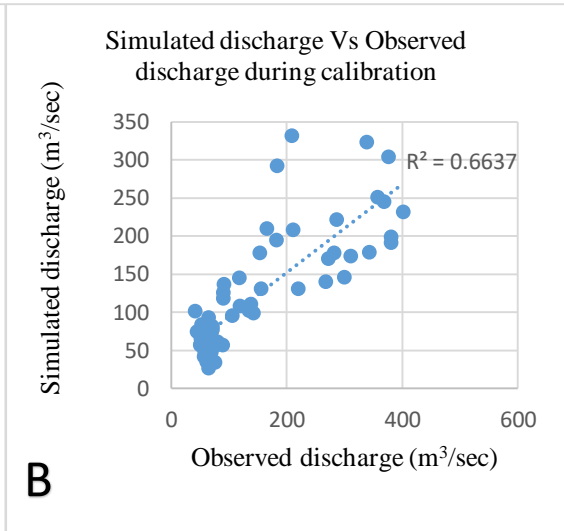 Simulated discharge Vs Observed
discharge during calibration
Simulated discharge (m³/sec)
350
300
250
200
150
100
50
0
R² = 0.6637
0 200 400 600
Observed discharge (m³/sec)
B